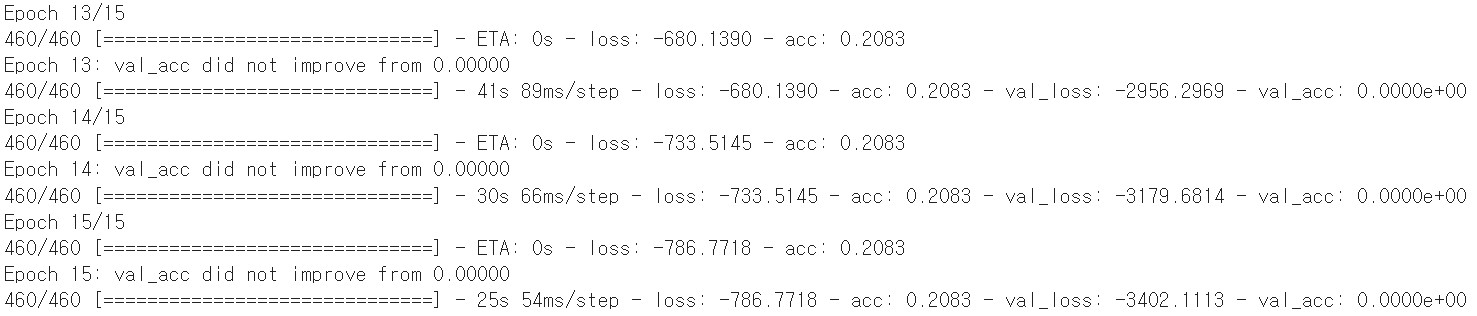 Epoch 13/15
460/460 [==============================] - ETA: 0s - loss: -680.1390 - acc: 0.2083
Epoch 13: val_acc did not improve from 0.00000
460/460 [==============================] - 41s 89ms/step - loss: -680.1390 - acc: 0.2083 - val_loss: -2956.2969 - val_acc: 0.0000e+00
Epoch 14/15
460/460 [==============================] - ETA: 0s - loss: -733.5145 - acc: 0.2083
Epoch 14: val_acc did not improve from 0.00000
460/460 [==============================] - 30s 66ms/step - loss: -733.5145 - acc: 0.2083 - val_loss: -3179.6814 - val_acc: 0.0000e+00
Epoch 15/15
460/460 [==============================] - ETA: 0s - loss: -786.7718 - acc: 0.2083
Epoch 15: val_acc did not improve from 0.00000
460/460 [==============================] - 25s 54ms/step - loss: -786.7718 - acc: 0.2083 - val_loss: -3402.1113 - val_acc: 0.0000e+00